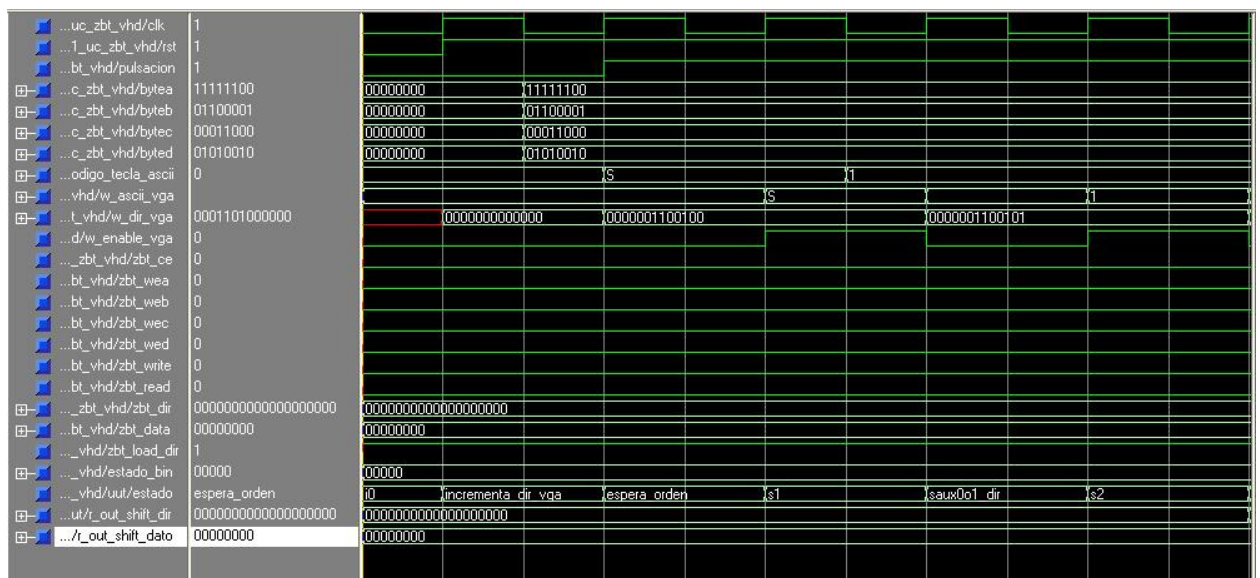 ...uc_zbt_vhd/clk 1
...1_uc_zbt_vhd/rst 1
...bt_vhd/pulsacion 1
...c_zbt_vhd/bytea 11111100 00000000 11111100
...c_zbt_vhd/byteb 01100001 00000000 01100001
...c_zbt_vhd/bytec 00011000 00000000 00011000
...c_zbt_vhd/byted 01010010 00000000 01010010
...odigo_tecla_ascii 0 S 1
...vhd/w_ascii_vga S 1
...t_vhd/w_dir_vga 0001101000000 0000000000000 0000001100100 0000001100101
...d/w_enable_vga 0
..._zbt_vhd/zbt_ce 0
...bt_vhd/zbt_wea 0
...bt_vhd/zbt_web 0
...bt_vhd/zbt_wec 0
...bt_vhd/zbt_wed 0
...bt_vhd/zbt_write 0
...bt_vhd/zbt_read 0
..._zbt_vhd/zbt_dir 0000000000000000000 0000000000000000000
...bt_vhd/zbt_data 00000000 00000000
..._vhd/zbt_load_dir 1
..._vhd/estado_bin 00000 00000
..._vhd/uut/estado espera_orden i0 incrementa_dir_vga espera_orden s1 saux0o1_dir s2
...ut/r_out_shift_dir 0000000000000000000 0000000000000000000
.../r_out_shift_dato 00000000 00000000